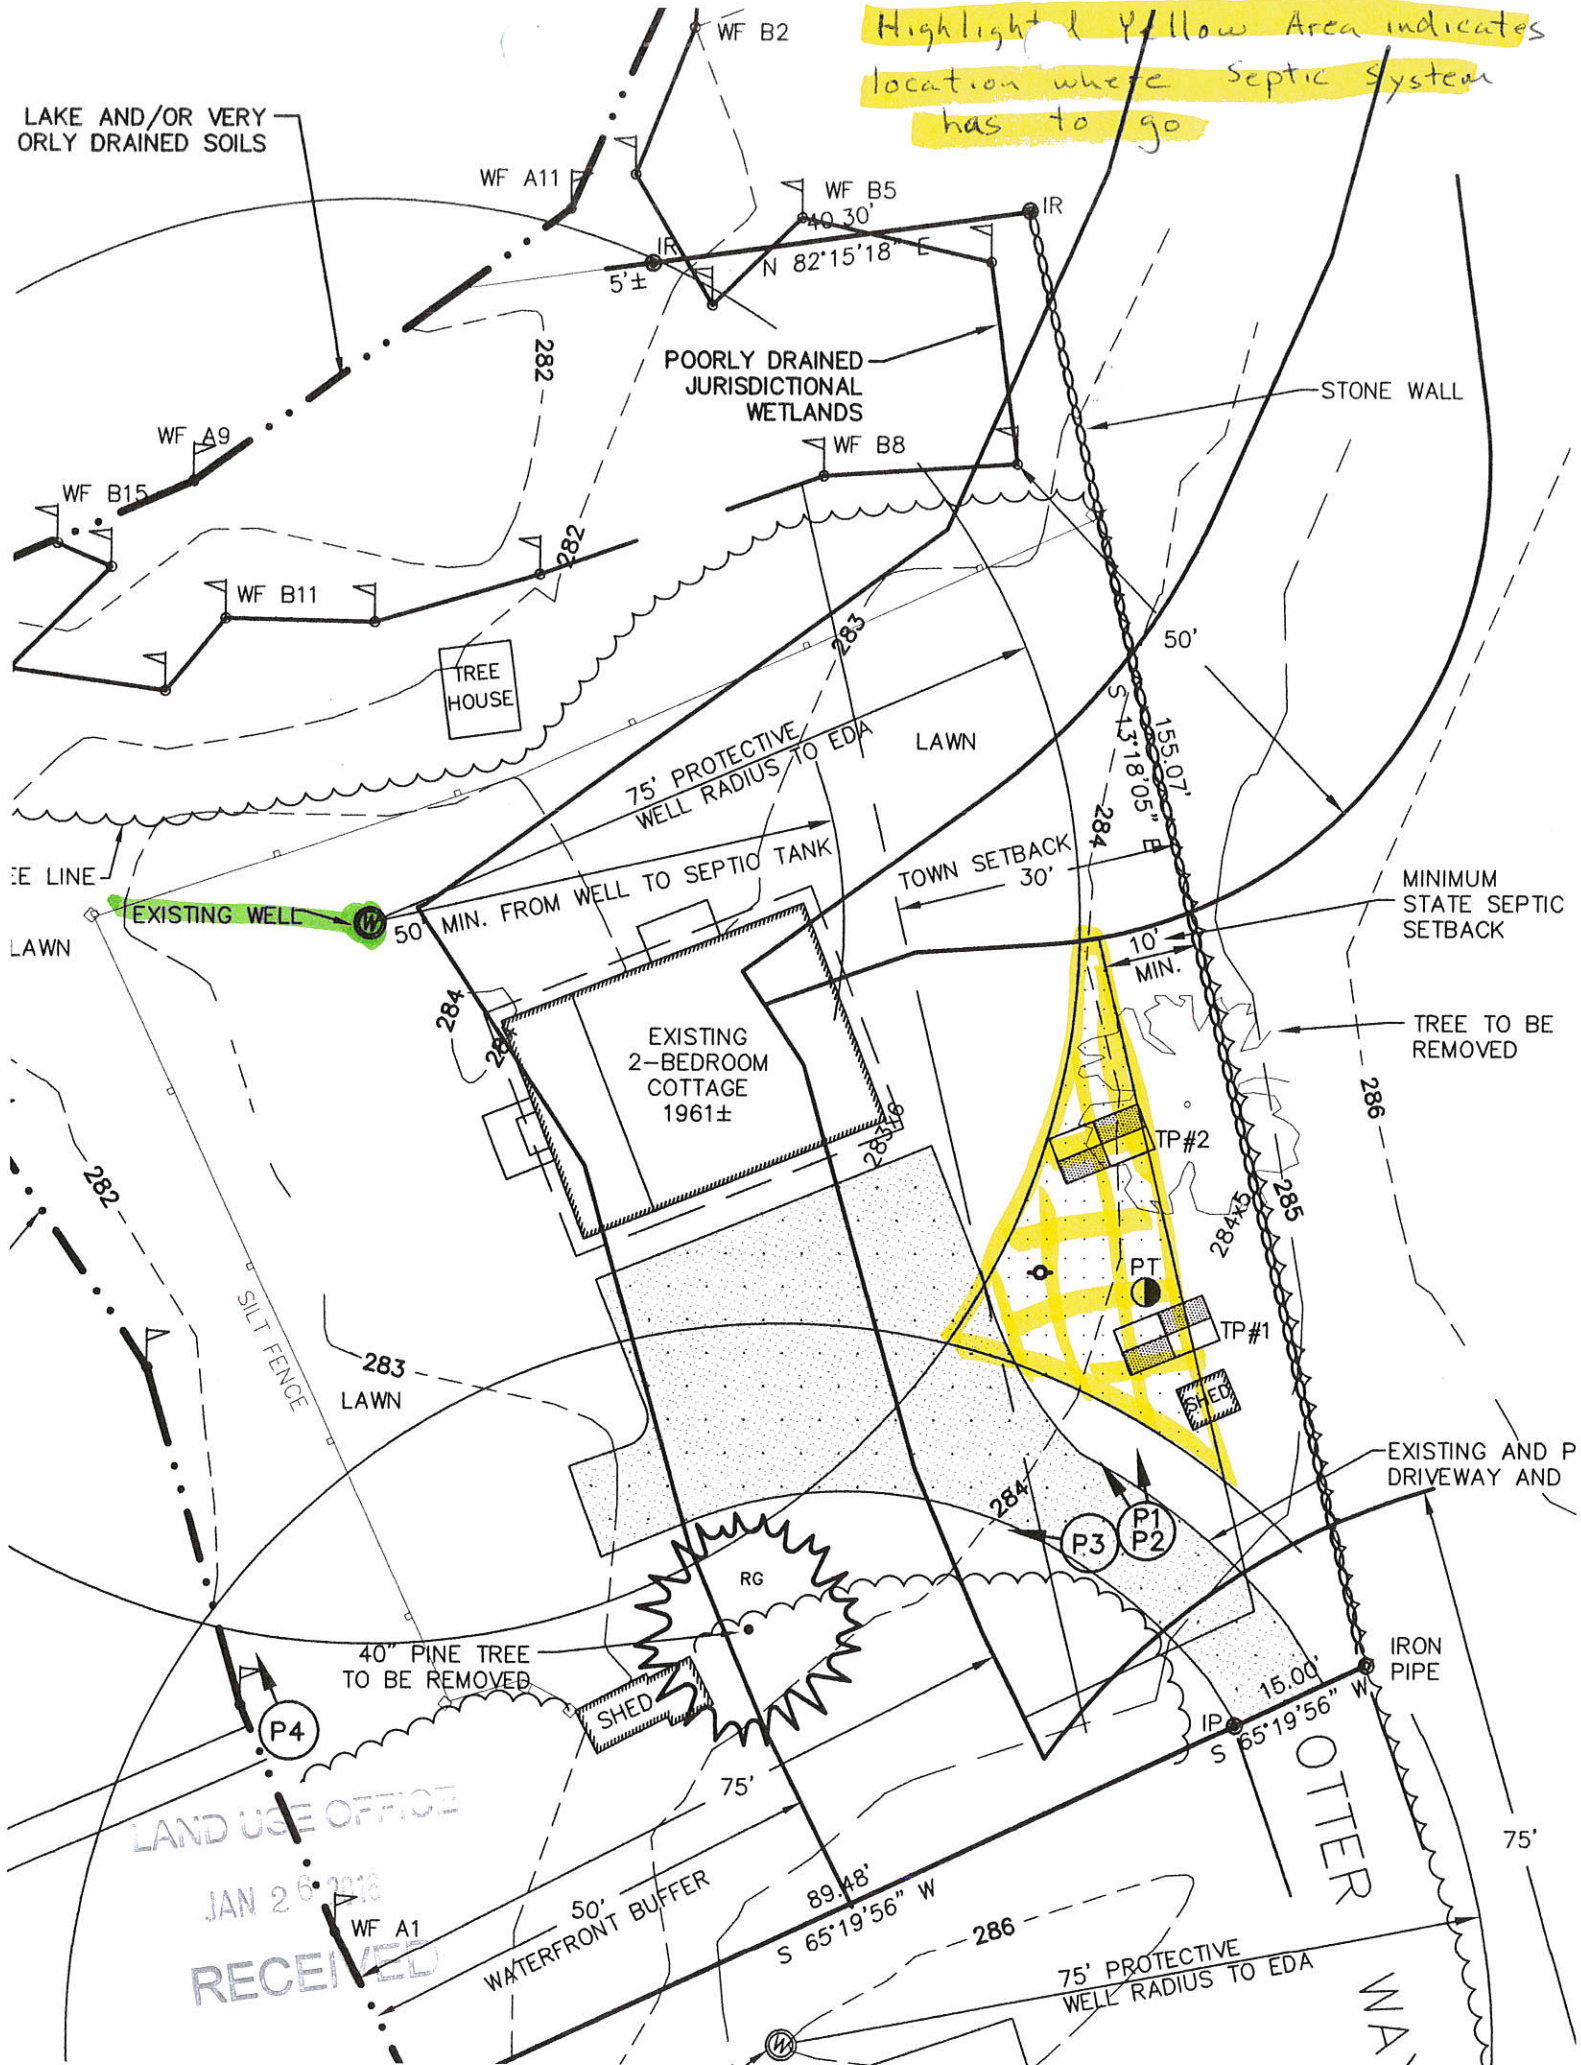 Highlight d Yellow Area indicates
location where Septic System
has to go
WF B2
LAKE AND/OR VERY
ORLY DRAINED SOILS
WF A11
WF B5
40.30'
IR
IR
N 82°15'18" E
5'±
282
POORLY DRAINED
JURISDICTIONAL
WETLANDS
STONE WALL
WF A9
WF B8
WF B15
282
WF B11
283
50'
TREE
HOUSE
75' PROTECTIVE
WELL RADIUS TO EDA
LAWN
155.07'
S 13°18'05" E
284
TOWN SETBACK
30'
EE LINE
EXISTING WELL
W
50' MIN. FROM WELL TO SEPTIC TANK
MINIMUM
STATE SEPTIC
SETBACK
LAWN
10'
MIN.
284
EXISTING
2-BEDROOM
COTTAGE
1961±
TREE TO BE
REMOVED
286
283x6
TP#2
282
284x5
285
PT
TP#1
SILT FENCE
283
LAWN
SHED
EXISTING AND P
DRIVEWAY AND
284
P1
P2
P3
RG
40" PINE TREE
TO BE REMOVED
SHED
IRON
PIPE
15.00'
IP
S 65°19'56" W
P4
OTTER
75'
LAND USE OFFICE
75'
JAN 26
50'
WATERFRONT BUFFER
89.48'
S 65°19'56" W
WF A1
RECEIVED
286
75' PROTECTIVE
WELL RADIUS TO EDA
WAY
W